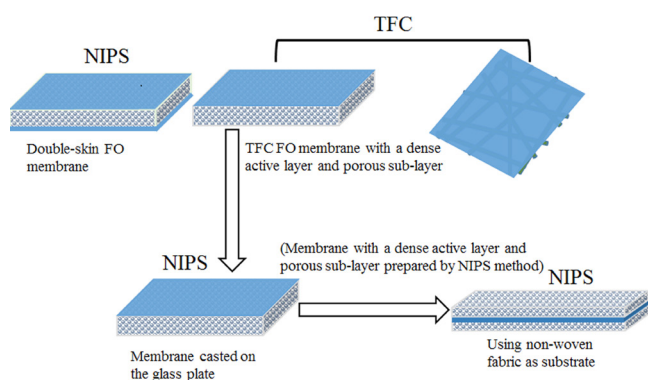 TFC
NIPS
Double-skin FO
membrane
TFC FO membrane with a dense
active layer and porous sub-layer
(Membrane with a dense active layer and
porous sub-layer prepared by NIPS method)
NIPS
NIPS
Membrane casted on
the glass plate
Using non-woven
fabric as substrate